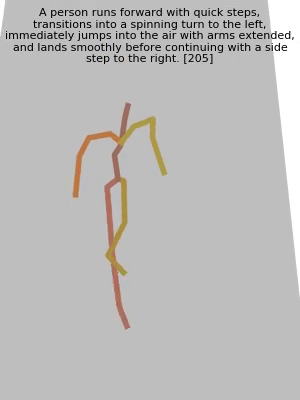 A person runs forward with quick steps,
transitions into a spinning turn to the left,
immediately jumps into the air with arms extended,
and lands smoothly before continuing with a side
step to the right. [205]